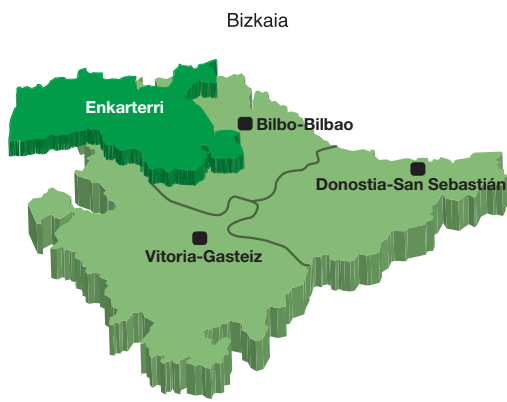 Bizkaia
Enkarterri
Bilbo-Bilbao
Donostia-San Sebastián
Vitoria-Gasteiz